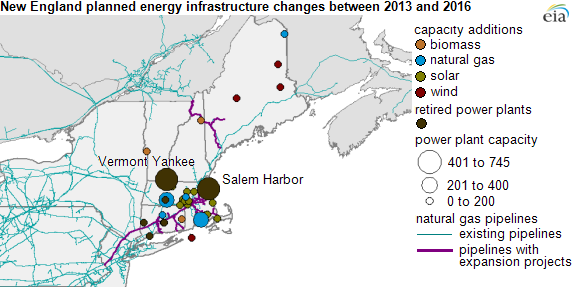 New England planned energy infrastructure changes between 2013 and 2016
eia
capacity additions
biomass
natural gas
solar
wind
retired power plants
power plant capacity
401 to 745
201 to 400
0 to 200
natural gas pipelines
existing pipelines
pipelines with
expansion projects
Vermont Yankee
Salem Harbor